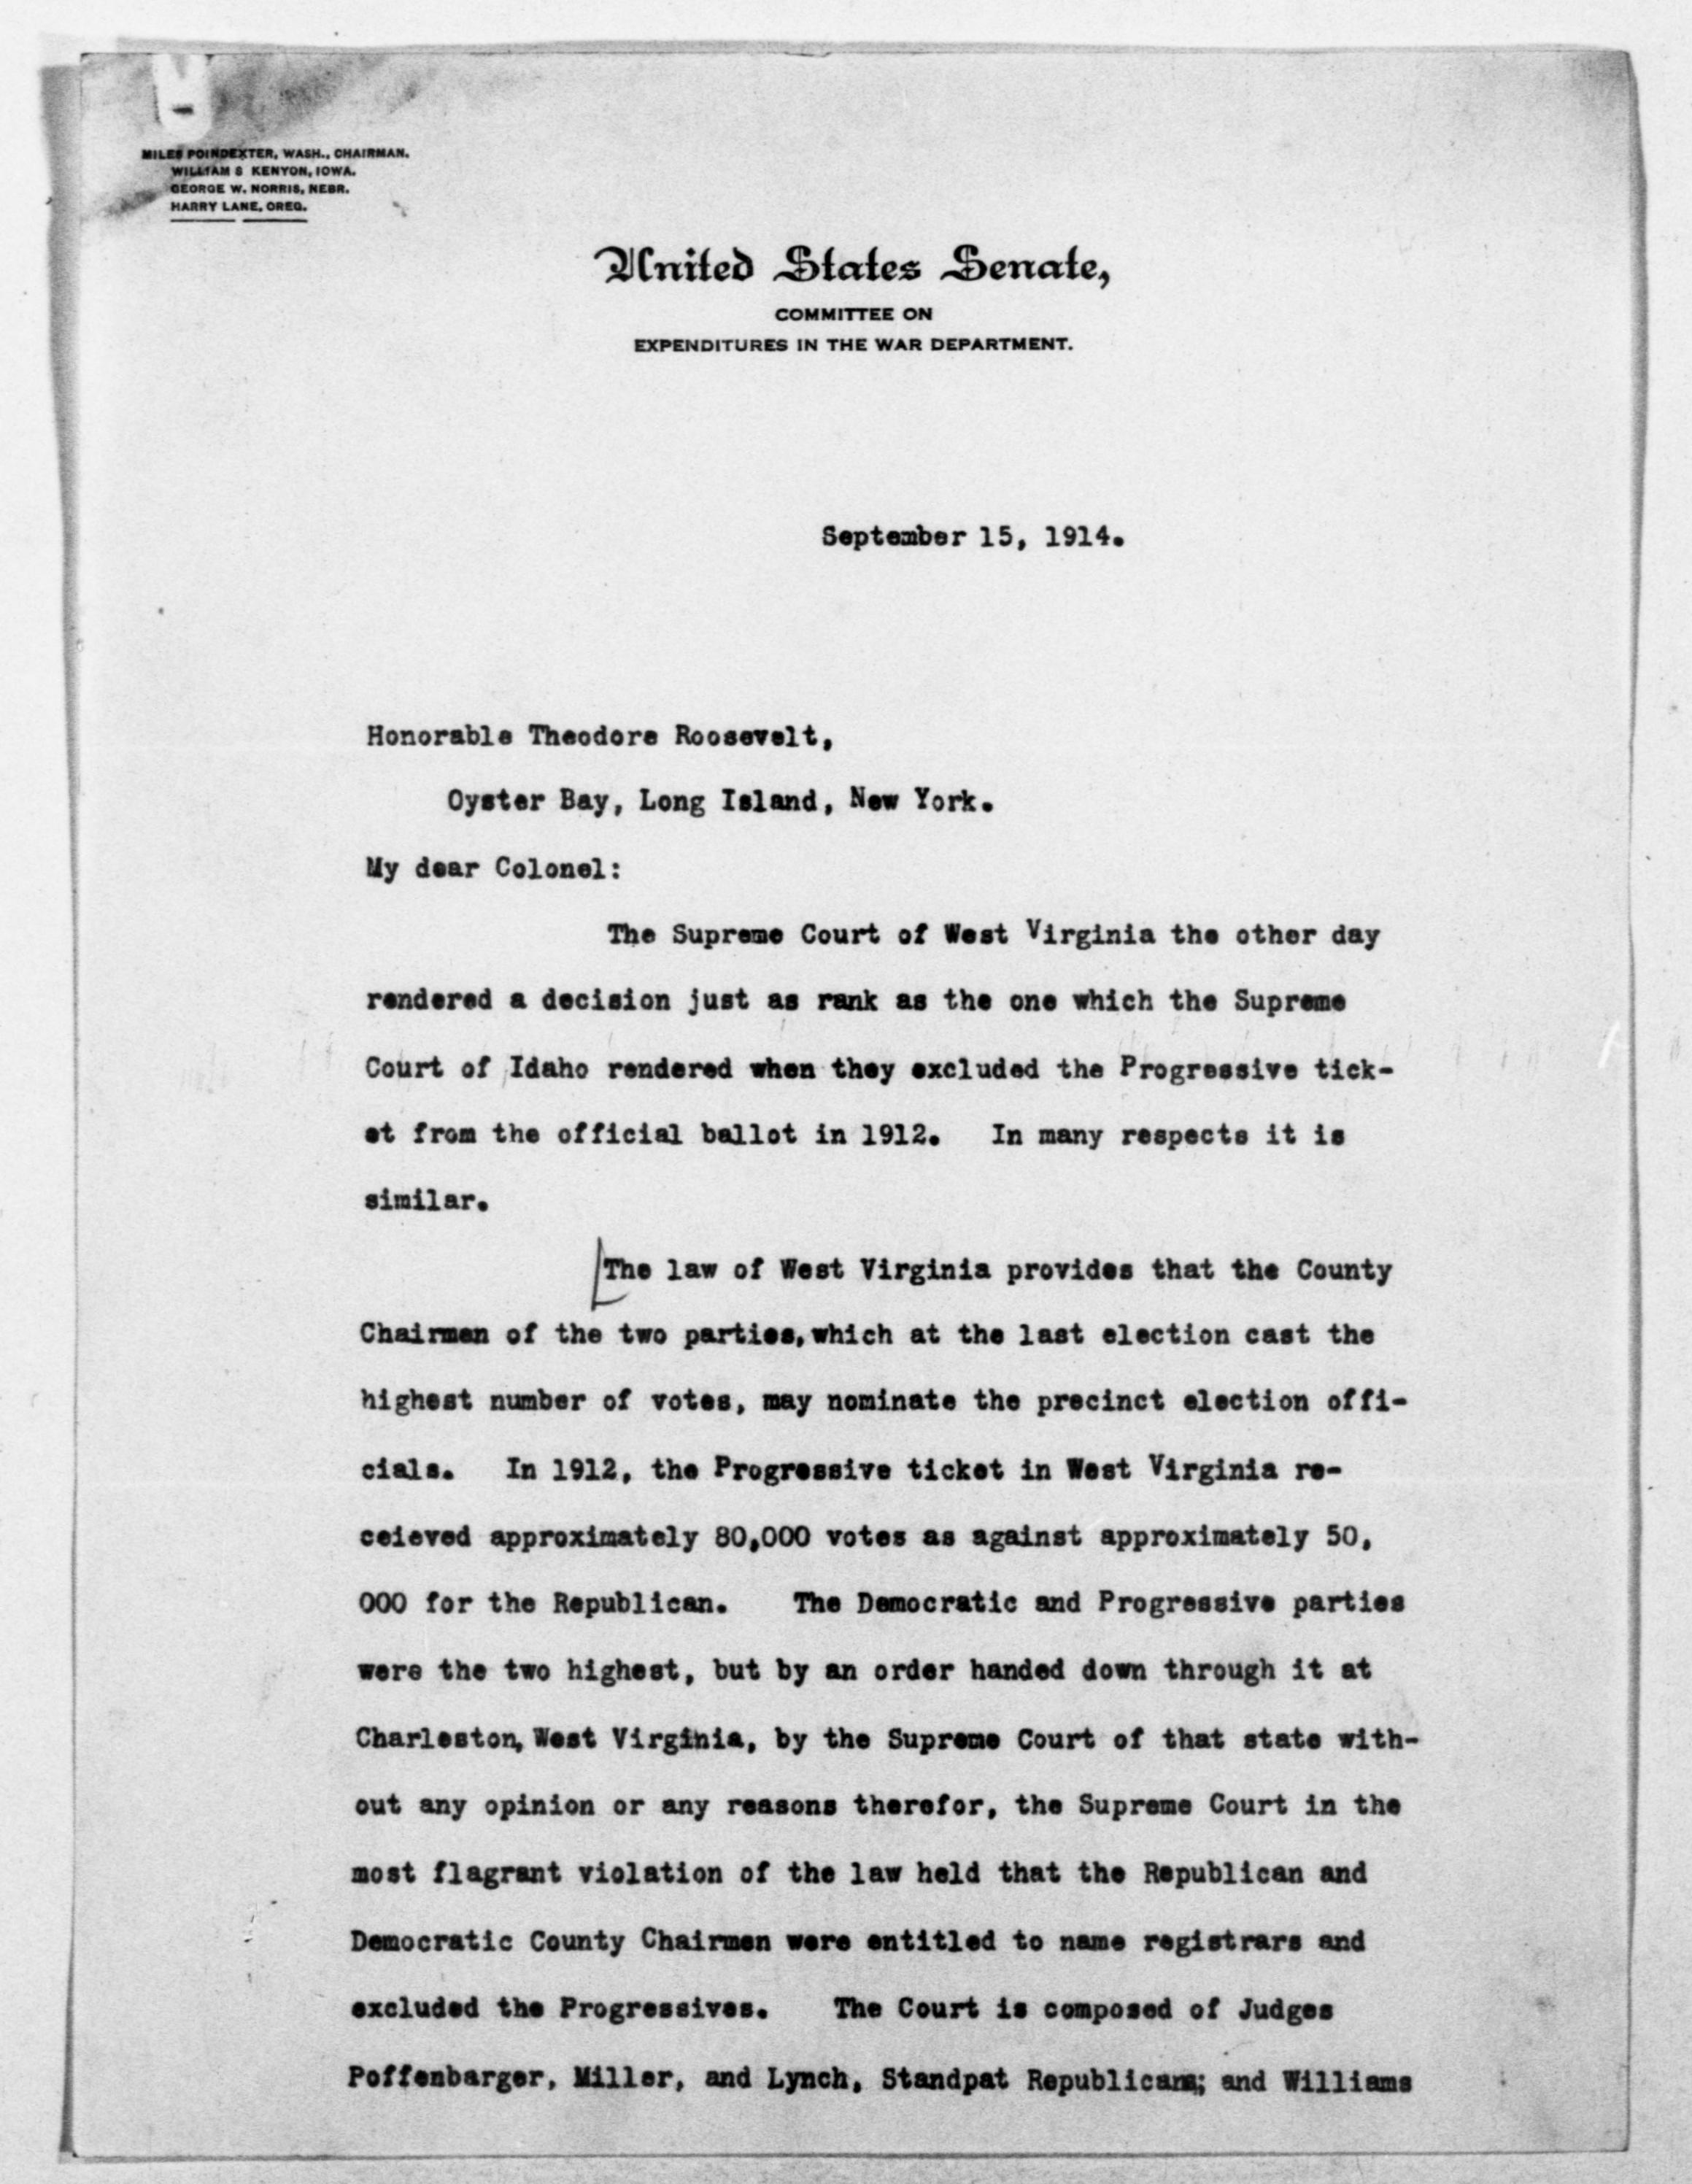 MILES POINDEXTER, WASH., CHAIRMAN.
WILLIAM S KENYON, IOWA.
GEORGE W. NORRIS, NEBR.
HARRY LANE, OREG.
United States Senate,
COMMITTEE ON
EXPENDITURES IN THE WAR DEPARTMENT.
September 15, 1914.
Honorable Theodore Roosevelt,
Oyster Bay, Long Island, New York.
My dear Colonel:
The Supreme Court of West Virginia the other day
rendered a decision just as rank as the one which the Supreme
Court of Idaho rendered when they excluded the Progressive tick-
et from the official ballot in 1912. In many respects it is
similar.
[The law of West Virginia provides that the County
Chairmen of the two parties,which at the last election cast the
highest number of votes, may nominate the precinct election offi-
cials. In 1912, the Progressive ticket in West Virginia re-
ceieved approximately 80,000 votes as against approximately 50,
000 for the Republican. The Democratic and Progressive parties
were the two highest, but by an order handed down through it at
Charleston, West Virginia, by the Supreme Court of that state with-
out any opinion or any reasons therefor, the Supreme Court in the
most flagrant violation of the law held that the Republican and
Democratic County Chairmen were entitled to name registrars and
excluded the Progressives. The Court is composed of Judges
Poffenbarger, Miller, and Lynch, Standpat Republicans; and Williams